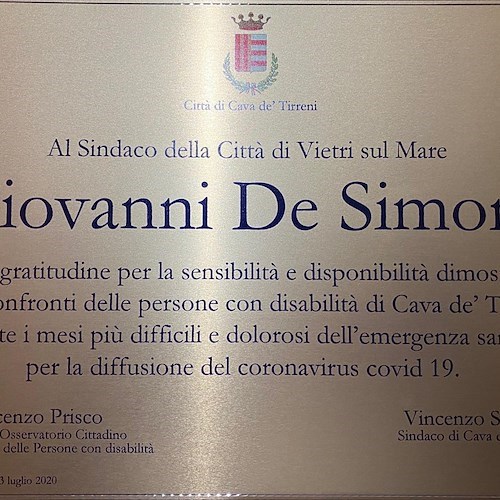 Città di Cava de' Tirreni
Al Sindaco della Città di Vietri sul Mare
iovanni De Simon
gratitudine per la sensibilità e disponibilità dimos
onfronti delle persone con disabilità di Cava de' T
te i mesi più difficili e dolorosi dell'emergenza san
per la diffusione del coronavirus covid 19.
cenzo Prisco
Osservatorio Cittadino
delle Persone con disabilità
Vincenzo S
Sindaco di Cava
3 luglio 2020